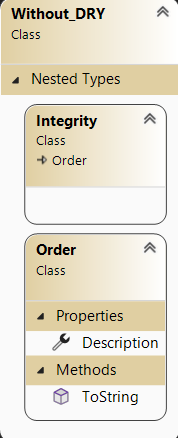 Without_DRY
Class
Nested Types
Integrity
Class
Order
Order
Class
Properties
Description
Methods
ToString